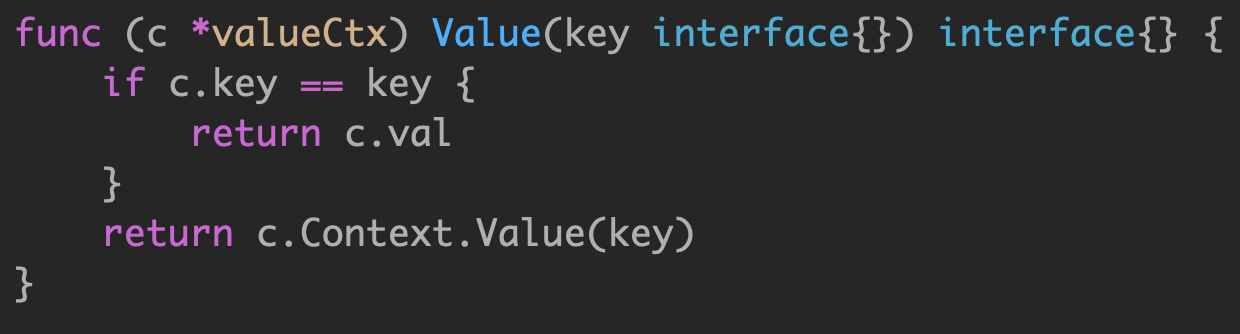 func (c *valueCtx) Value(key interface{}) interface{} {
    if c.key == key {
        return c.val
    }
    return c.Context.Value(key)
}